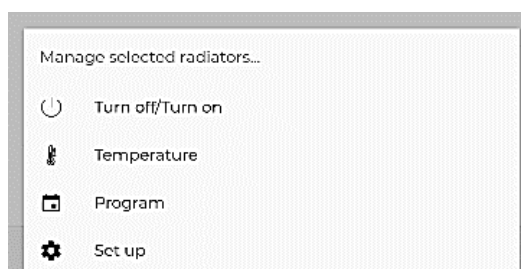 Manage selected radiators...
Turn off/Turn on
Temperature
Program
Set up